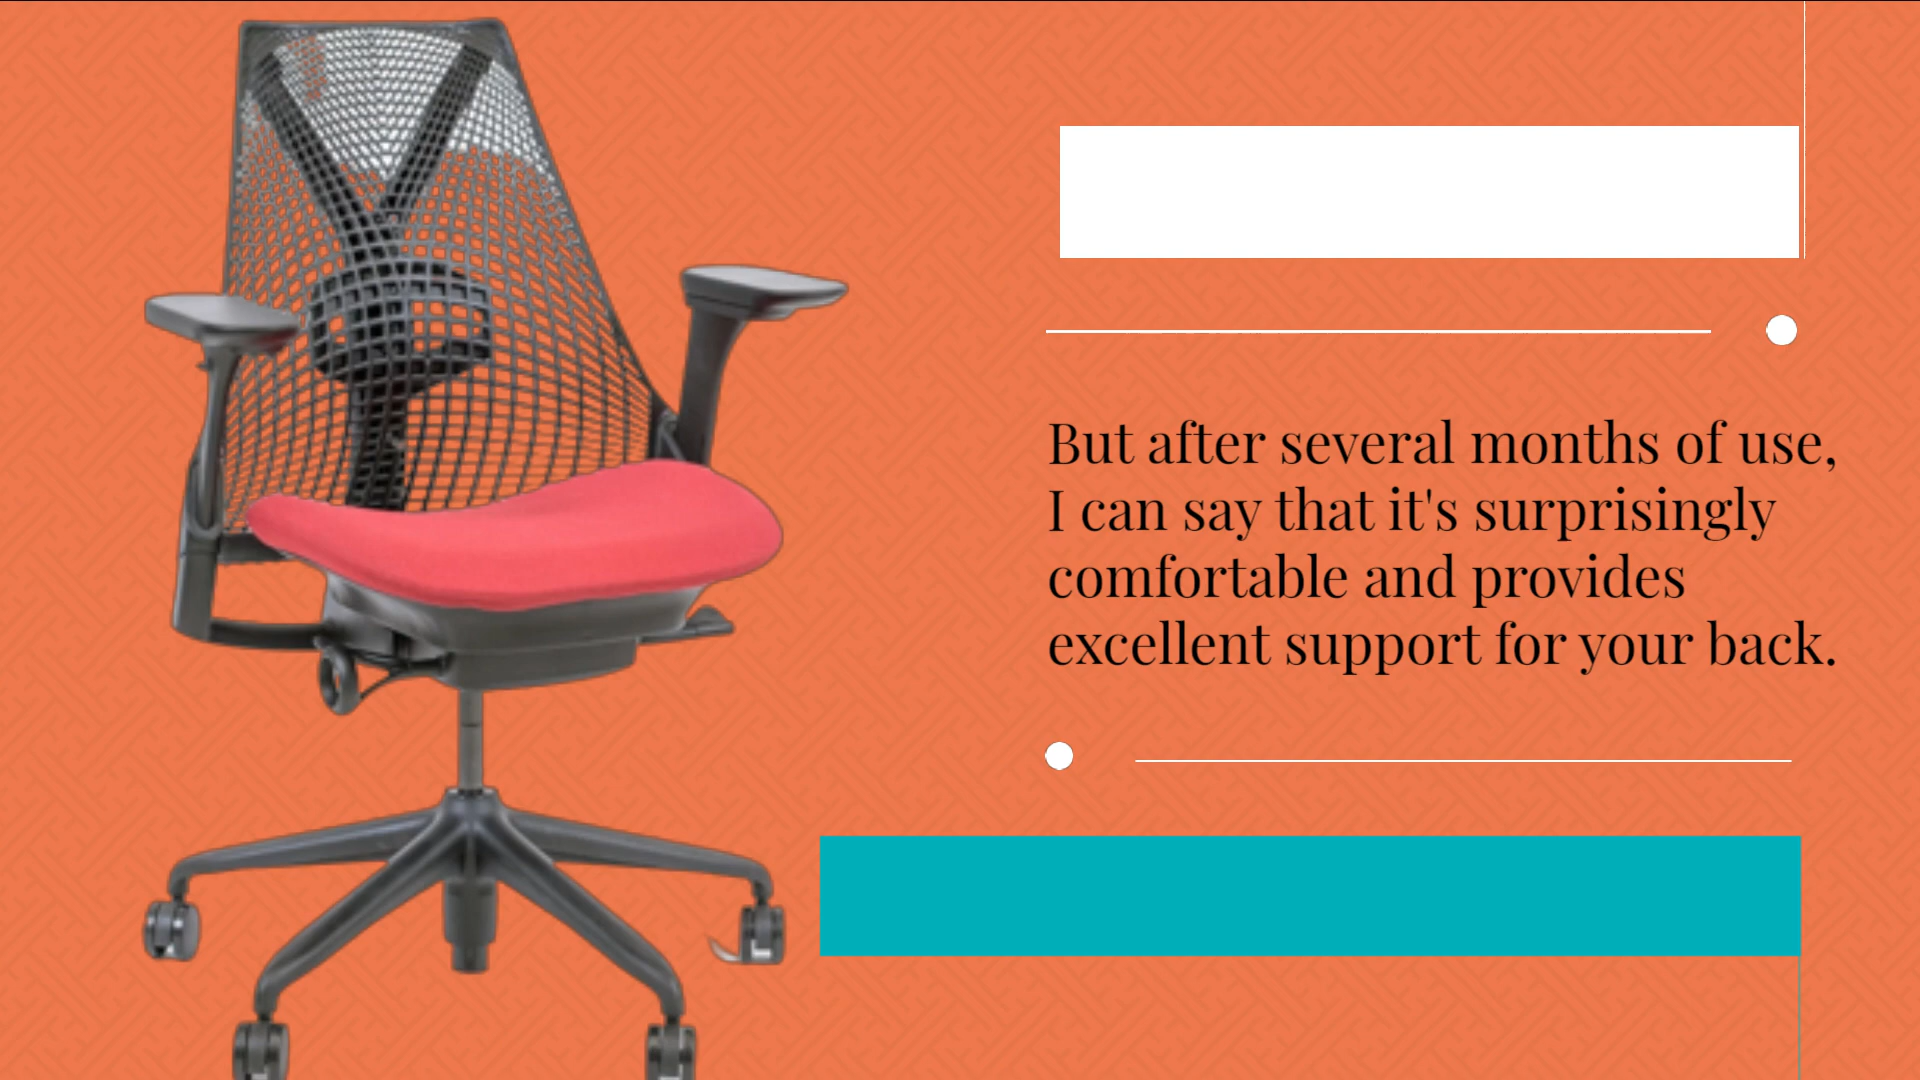 But after several months of use,
I can say that it's surprisingly
comfortable and provides
excellent support for your back.